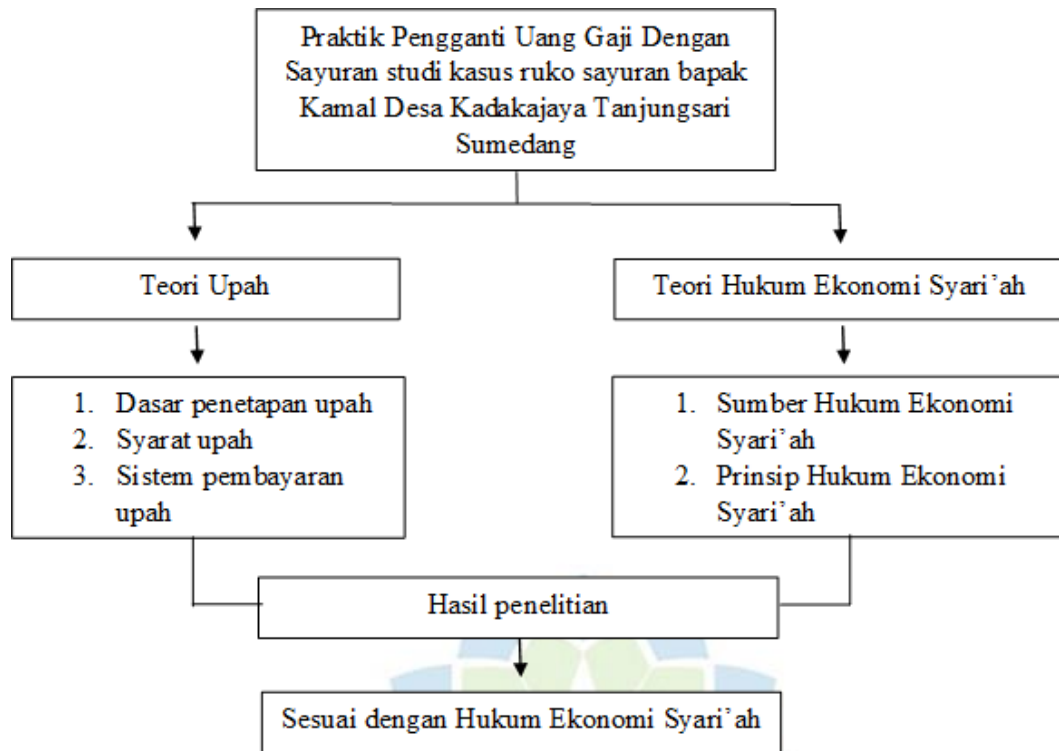 Praktik Pengganti Uang Gaji Dengan
Sayuran studi kasus ruko sayuran bapak
Kamal Desa Kadakajaya Tanjungsari
Sumedang
Teori Upah
Teori Hukum Ekonomi Syari’ah
1. Dasar penetapan upah
2. Syarat upah
3. Sistem pembayaran
upah
1. Sumber Hukum Ekonomi
Syari’ah
2. Prinsip Hukum Ekonomi
Syari’ah
Hasil penelitian
Sesuai dengan Hukum Ekonomi Syari’ah